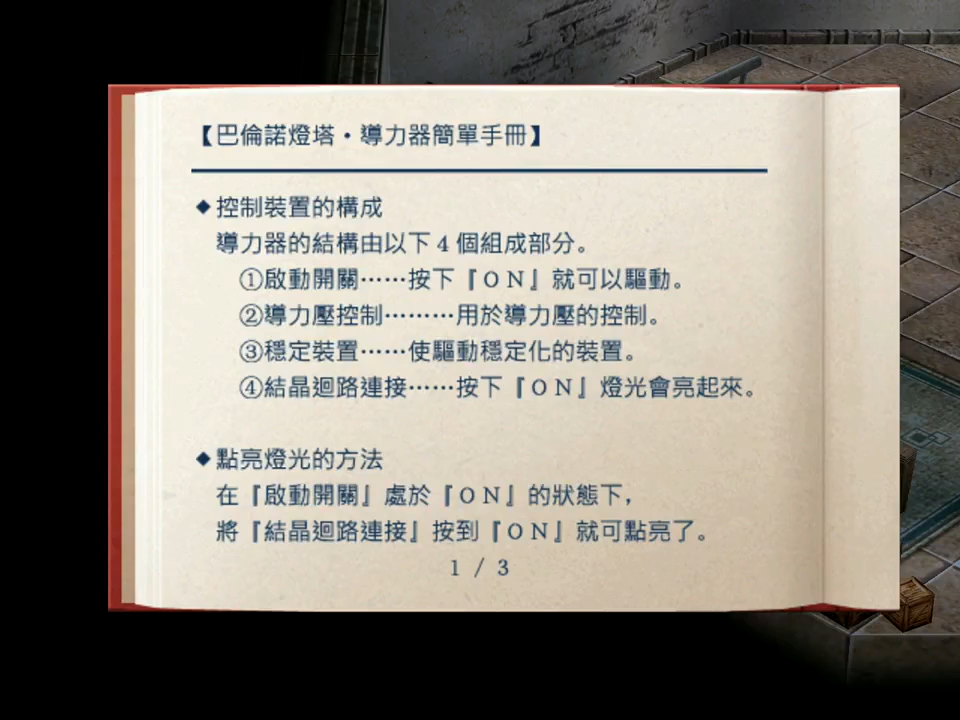 【巴倫諾燈塔・導力器簡單手冊】
◆控制裝置的構成
導力器的結構由以下4個組成部分。
①啟動開關……按下『ON』就可以驅動。
②導力壓控制………用於導力壓的控制。
③穩定裝置……使驅動穩定化的裝置。
④結晶迴路連接……按下『ON』燈光會亮起來。
◆點亮燈光的方法
在『啟動開關』處於『ON』的狀態下，
將『結晶迴路連接』按到『ON』就可點亮了。
1 / 3